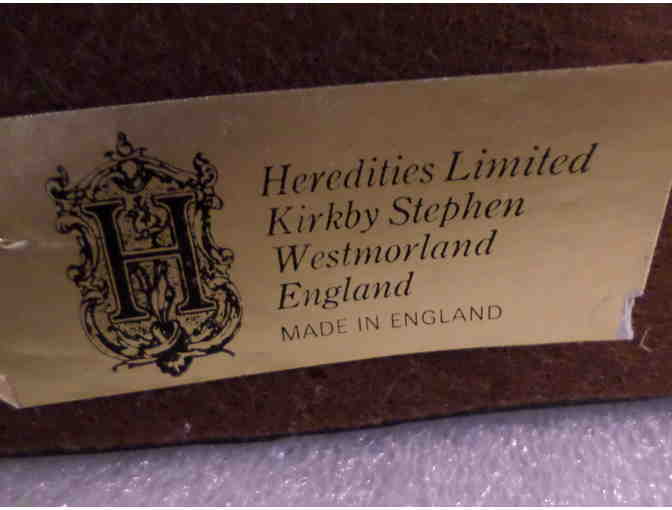 H
Heredities Limited
Kirkby Stephen
Westmorland
England
MADE IN ENGLAND